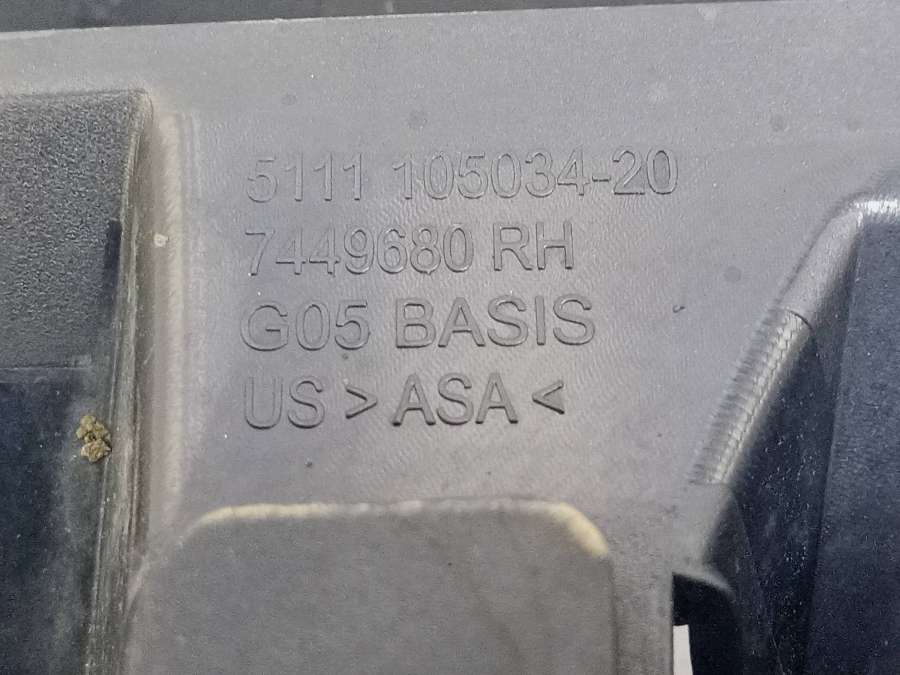 5111 105034-20
7449680 RH
G05 BASIS
US > ASA <